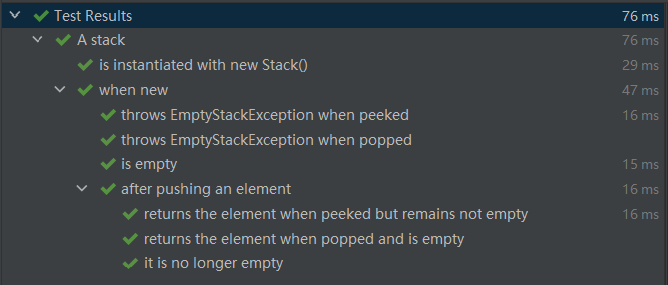 Test Results 76 ms
A stack 76 ms
is instantiated with new Stack() 29 ms
when new 47 ms
throws EmptyStackException when peeked 16 ms
throws EmptyStackException when popped
is empty 15 ms
after pushing an element 16 ms
returns the element when peeked but remains not empty 16 ms
returns the element when popped and is empty
it is no longer empty